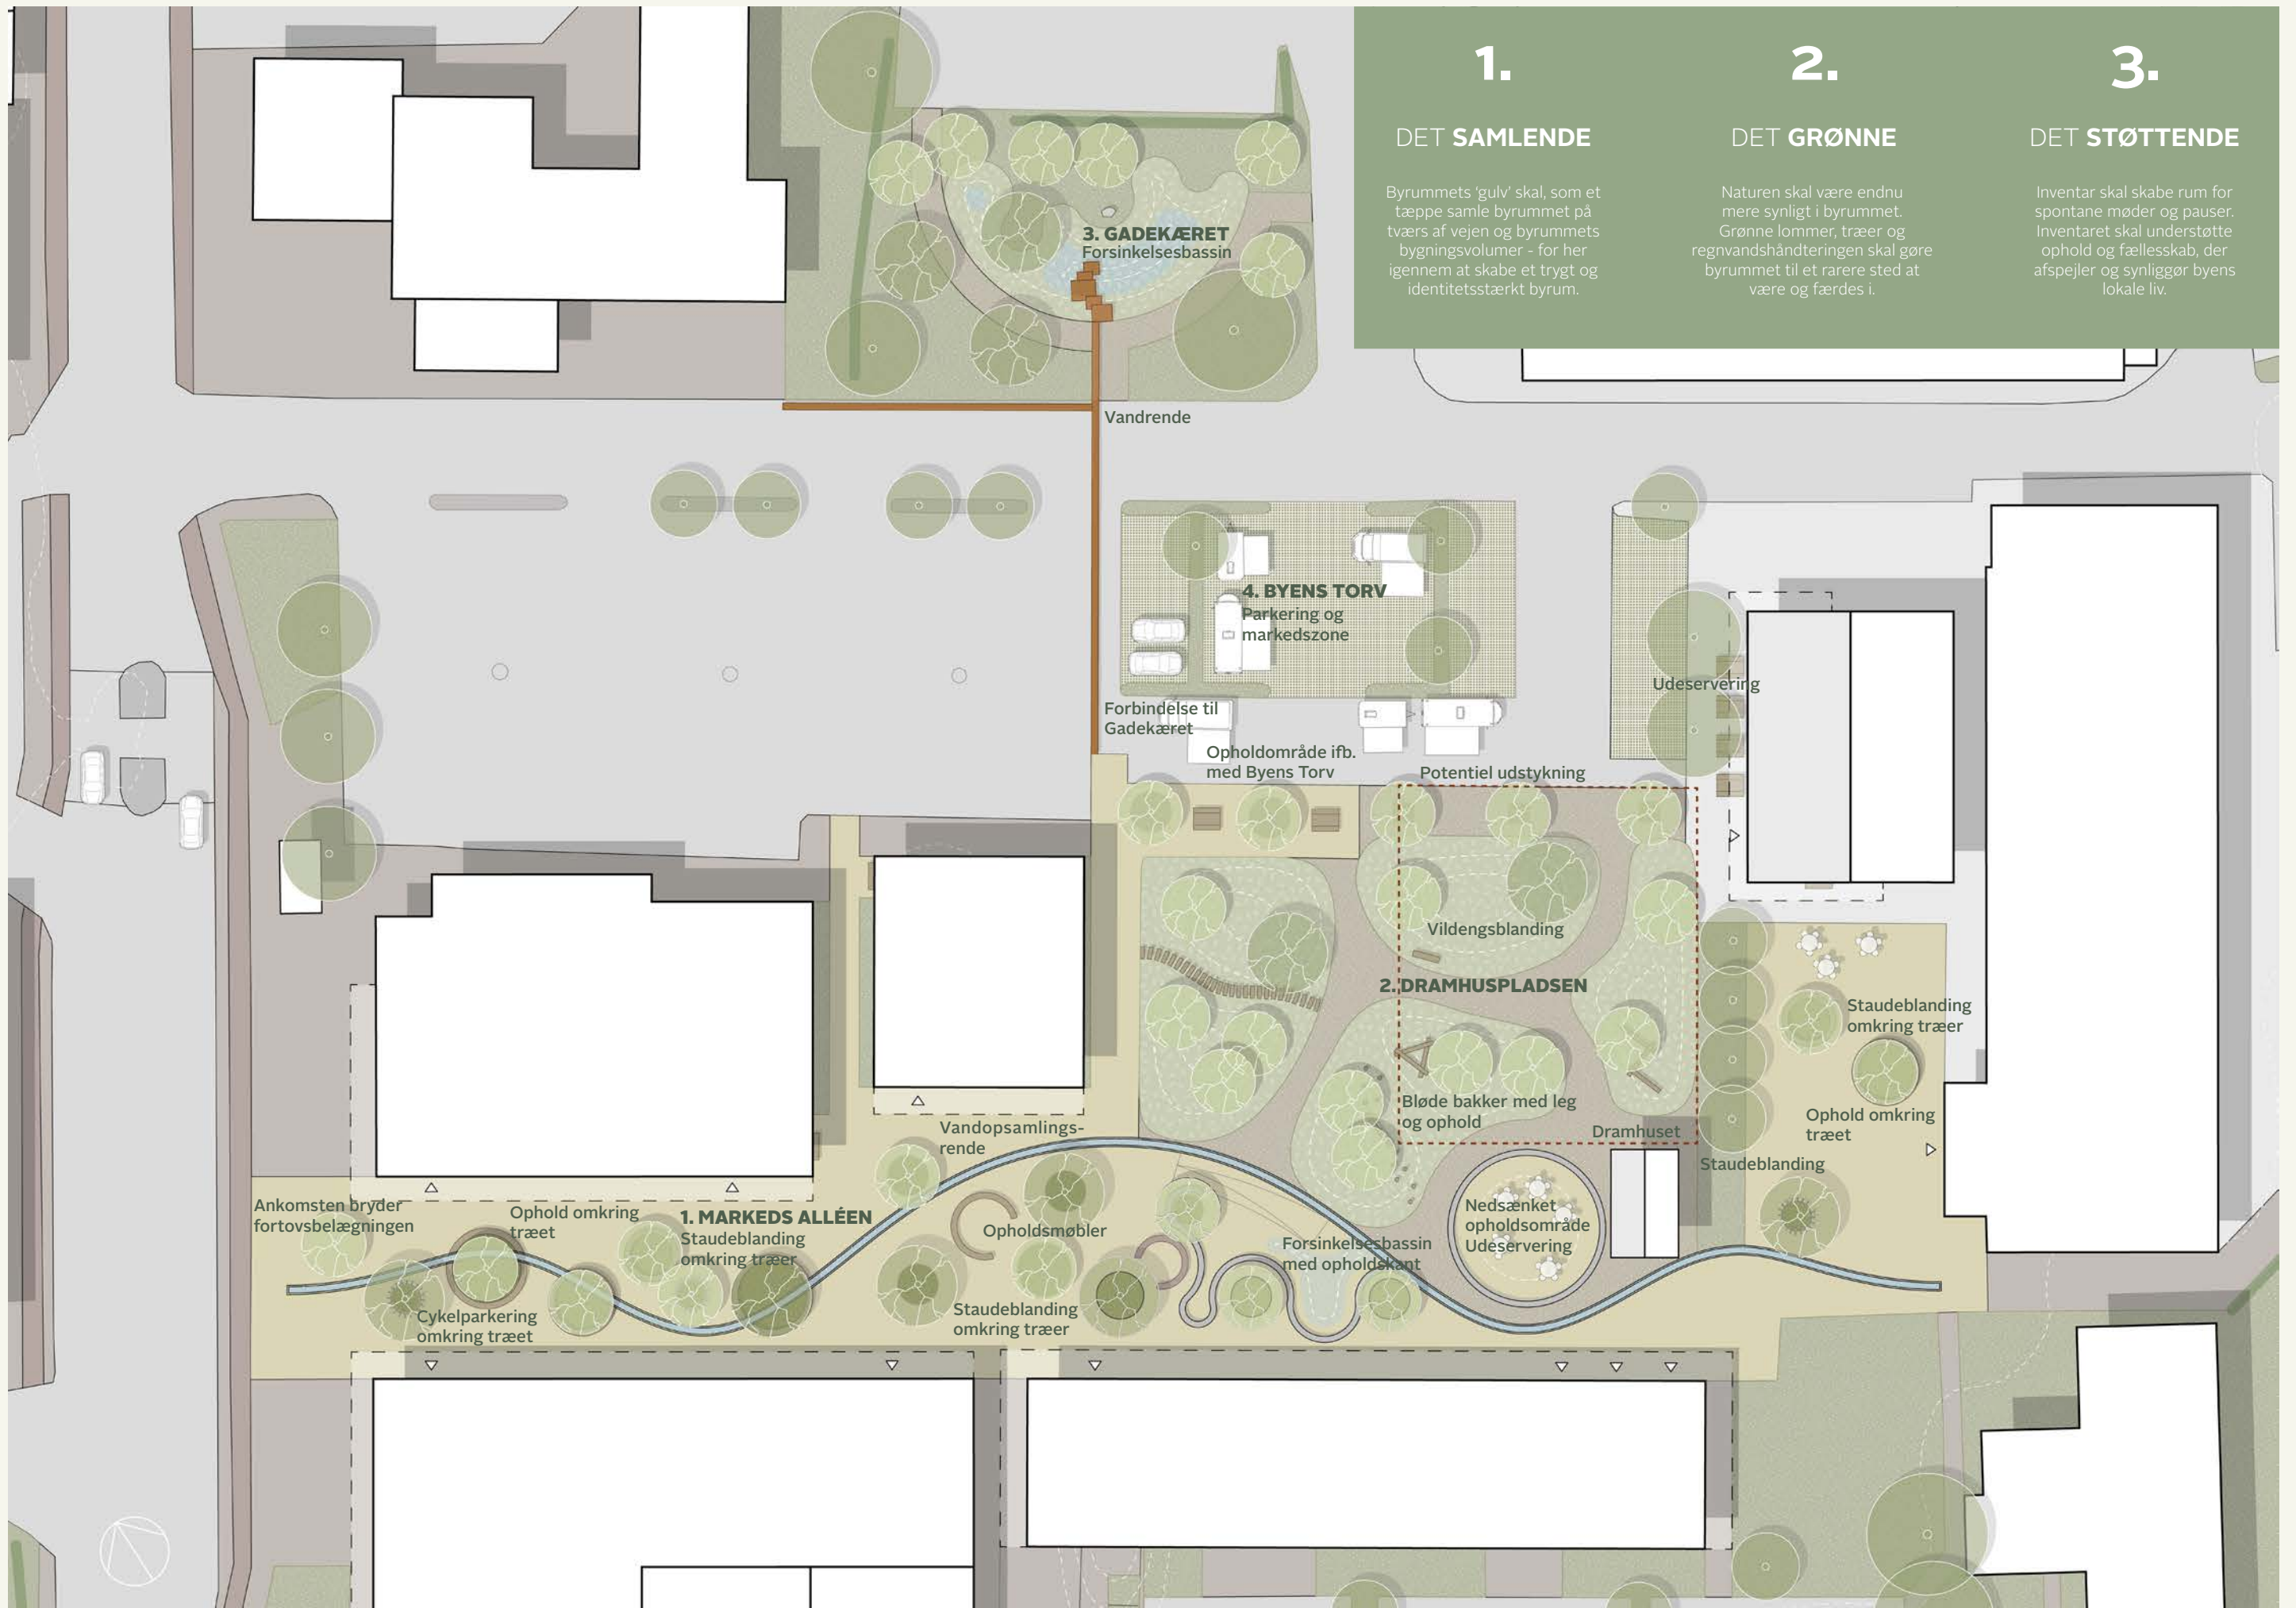 1.
DET SAMLENDE
Byrummets ‘gulv’ skal, som et
tæppe samle byrummet på
tværs af vejen og byrummets
bygningsvolumer - for her
igennem at skabe et trygt og
identitetsstærkt byrum.
2.
DET GRØNNE
Naturen skal være endnu
mere synligt i byrummet.
Grønne lommer, træer og
regnvandshåndteringen skal gøre
byrummet til et rarere sted at
være og færdes i.
3.
DET STØTTENDE
Inventar skal skabe rum for
spontane møder og pauser.
Inventaret skal understøtte
ophold og fællesskab, der
afspejler og synliggør byens
lokale liv.
3. GADEKÆRET
Forsinkelsesbassin
Vandrende
4. BYENS TORV
Parkering og
markedszone
Udeservering
Forbindelse til
Gadekæret
Opholdområde ifb.
med Byens Torv
Potentiel udstykning
Vildengsblanding
2. DRAMHUSPLADSEN
Staudeblanding
omkring træer
Bløde bakker med leg
og ophold
Dramhuset
Ophold omkring
træet
Staudeblanding
Vandopsamlings-
rende
Ankomsten bryder
fortovsbelægningen
Ophold omkring
træet
1. MARKEDS ALLÉEN
Staudeblanding
omkring træer
Opholdsmøbler
Forsinkelsesbassin
med opholdskant
Nedsænket
opholdsområde
Udeservering
Cykelparkering
omkring træet
Staudeblanding
omkring træer